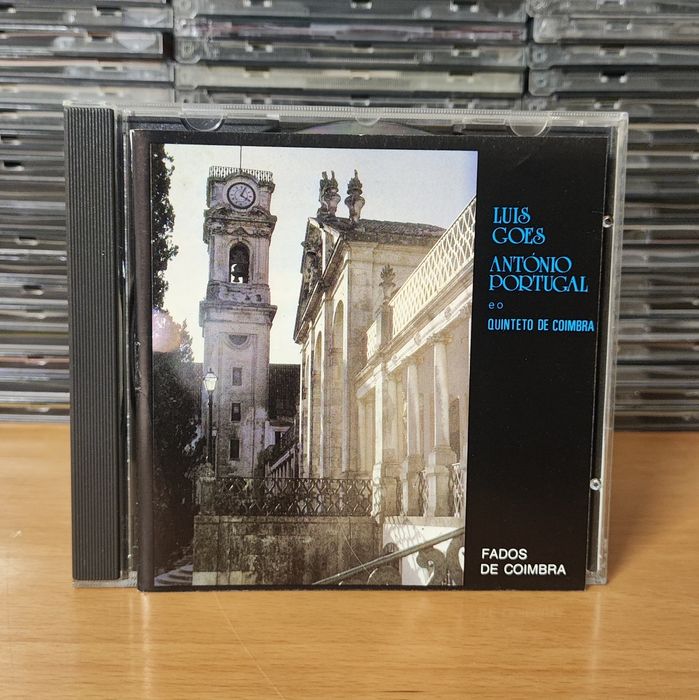 LUIS
GOES
ANTÓNIO
PORTUGAL
e o
QUINTETO DE COIMBRA
FADOS
DE COIMBRA